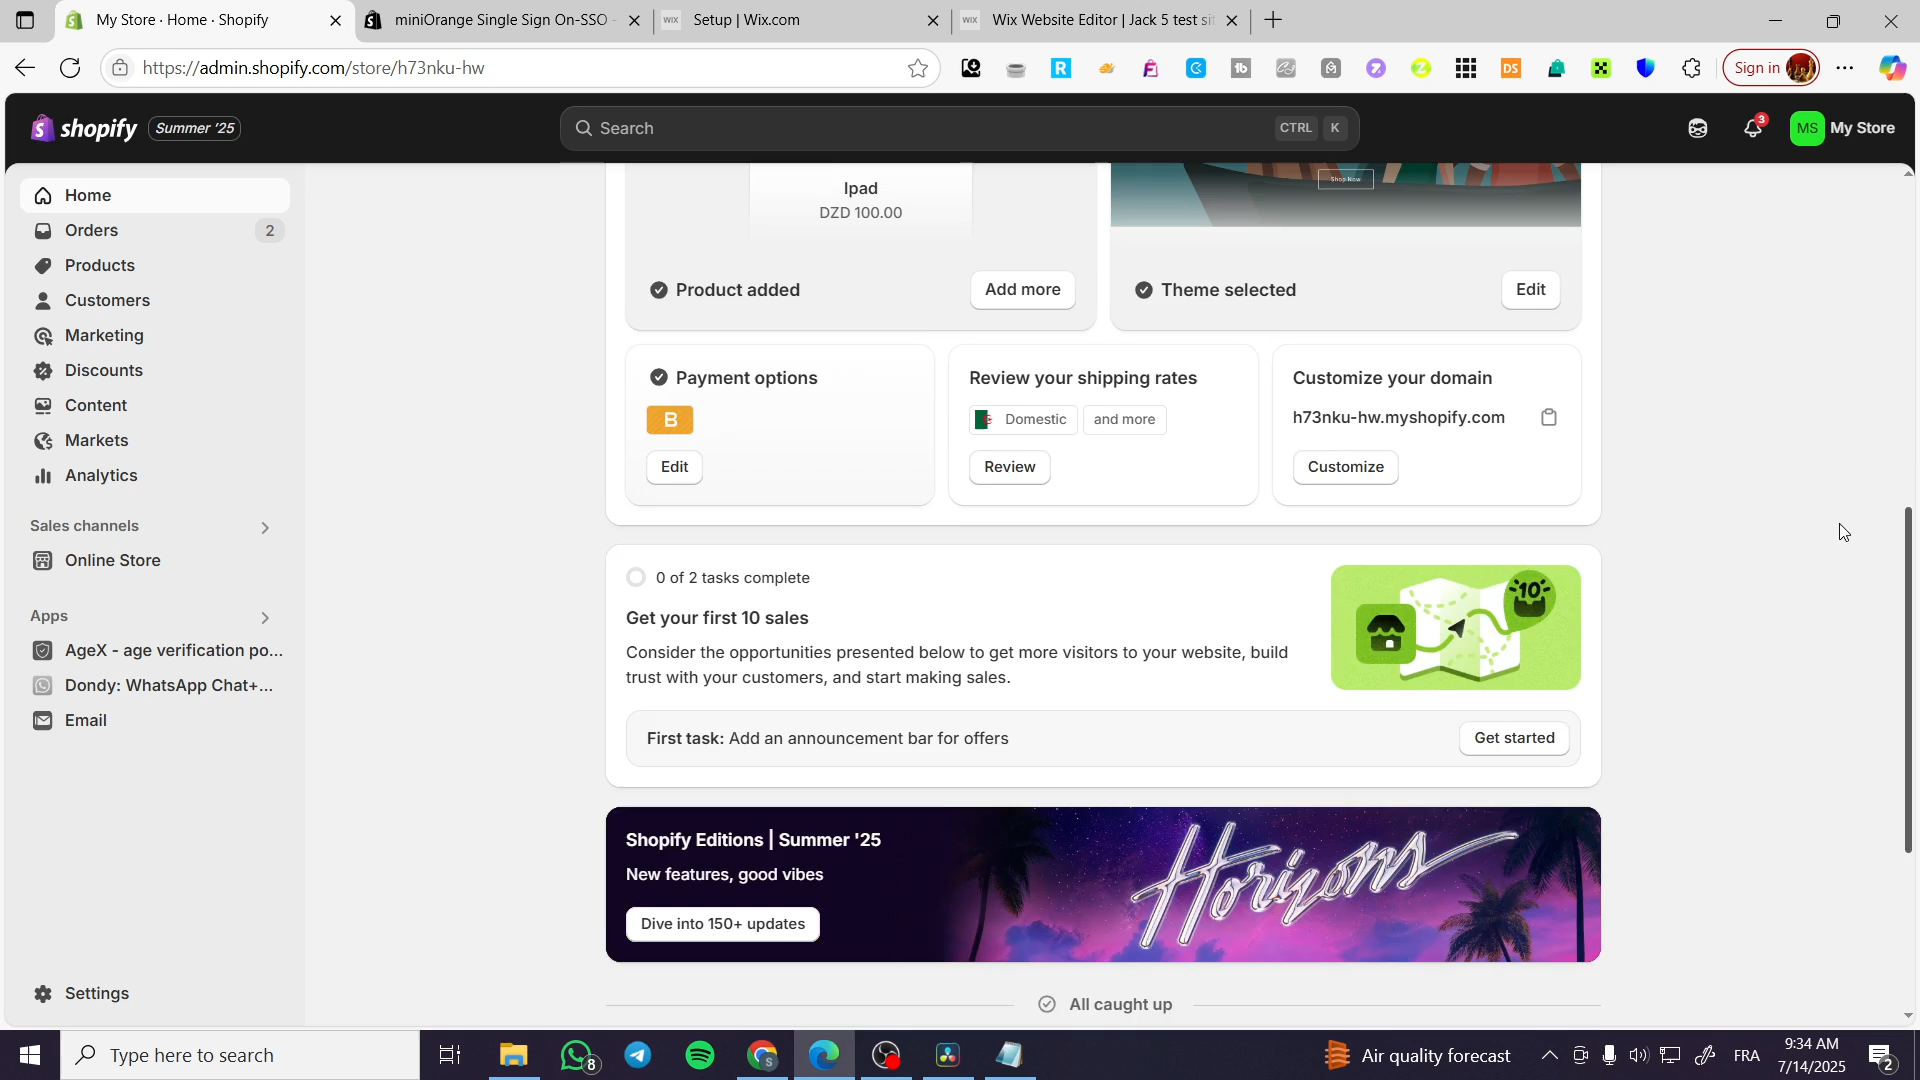 My Store · Home · Shopify
miniOrange Single Sign On-SSO
WIX
Setup | Wix.com
WIX
Wix Website Editor | Jack 5 test si
https://admin.shopify.com/store/h73nku-hw
Sign in
shopify
Summer '25
Search
CTRL K
3
MS
My Store
Home
Orders
2
Products
Customers
Marketing
Discounts
Content
Markets
Analytics
Sales channels
Online Store
Apps
AgeX - age verification po...
Dondy: WhatsApp Chat+...
Email
Settings
Ipad
DZD 100.00
Shop Now
Product added
Add more
Theme selected
Edit
Payment options
B
Edit
Review your shipping rates
Domestic
and more
Review
Customize your domain
h73nku-hw.myshopify.com
Customize
0 of 2 tasks complete
Get your first 10 sales
Consider the opportunities presented below to get more visitors to your website, build
trust with your customers, and start making sales.
10
First task: Add an announcement bar for offers
Get started
Shopify Editions | Summer '25
New features, good vibes
Dive into 150+ updates
Horizons
All caught up
Type here to search
8
Air quality forecast
FRA
9:34 AM
7/14/2025
2